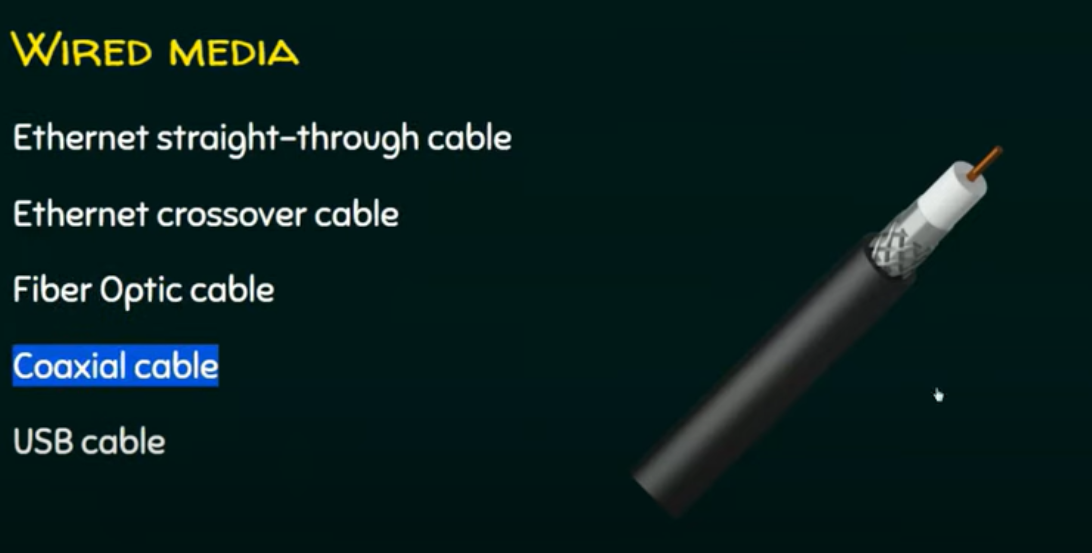 WIRED MEDIA
Ethernet straight-through cable
Ethernet crossover cable
Fiber Optic cable
Coaxial cable
USB cable